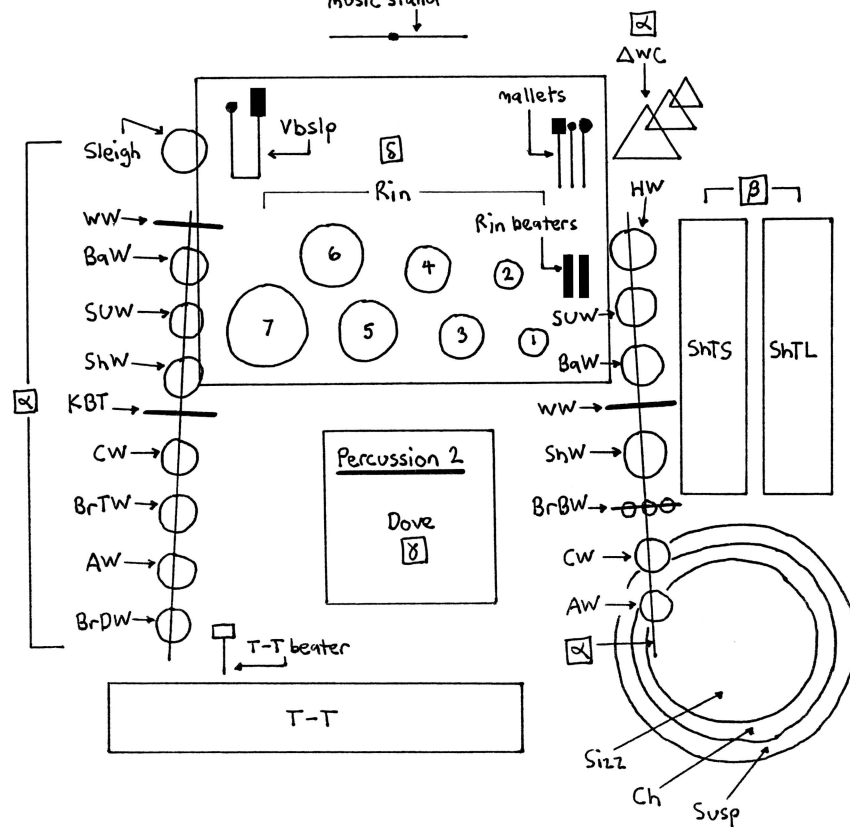 music stand
α
ΔWC
mallets
Vbslp
δ
Sleigh
Rin
HW
β
WW
Rin beaters
BaW
6
4
2
SUW
SUW
7
5
3
1
ShTS
ShTL
ShW
BaW
α
KBT
WW
CW
Percussion 2
ShW
BrTW
Dove
BrBW
γ
AW
CW
BrDW
AW
T-T beater
α
T-T
Sizz
Ch
Susp